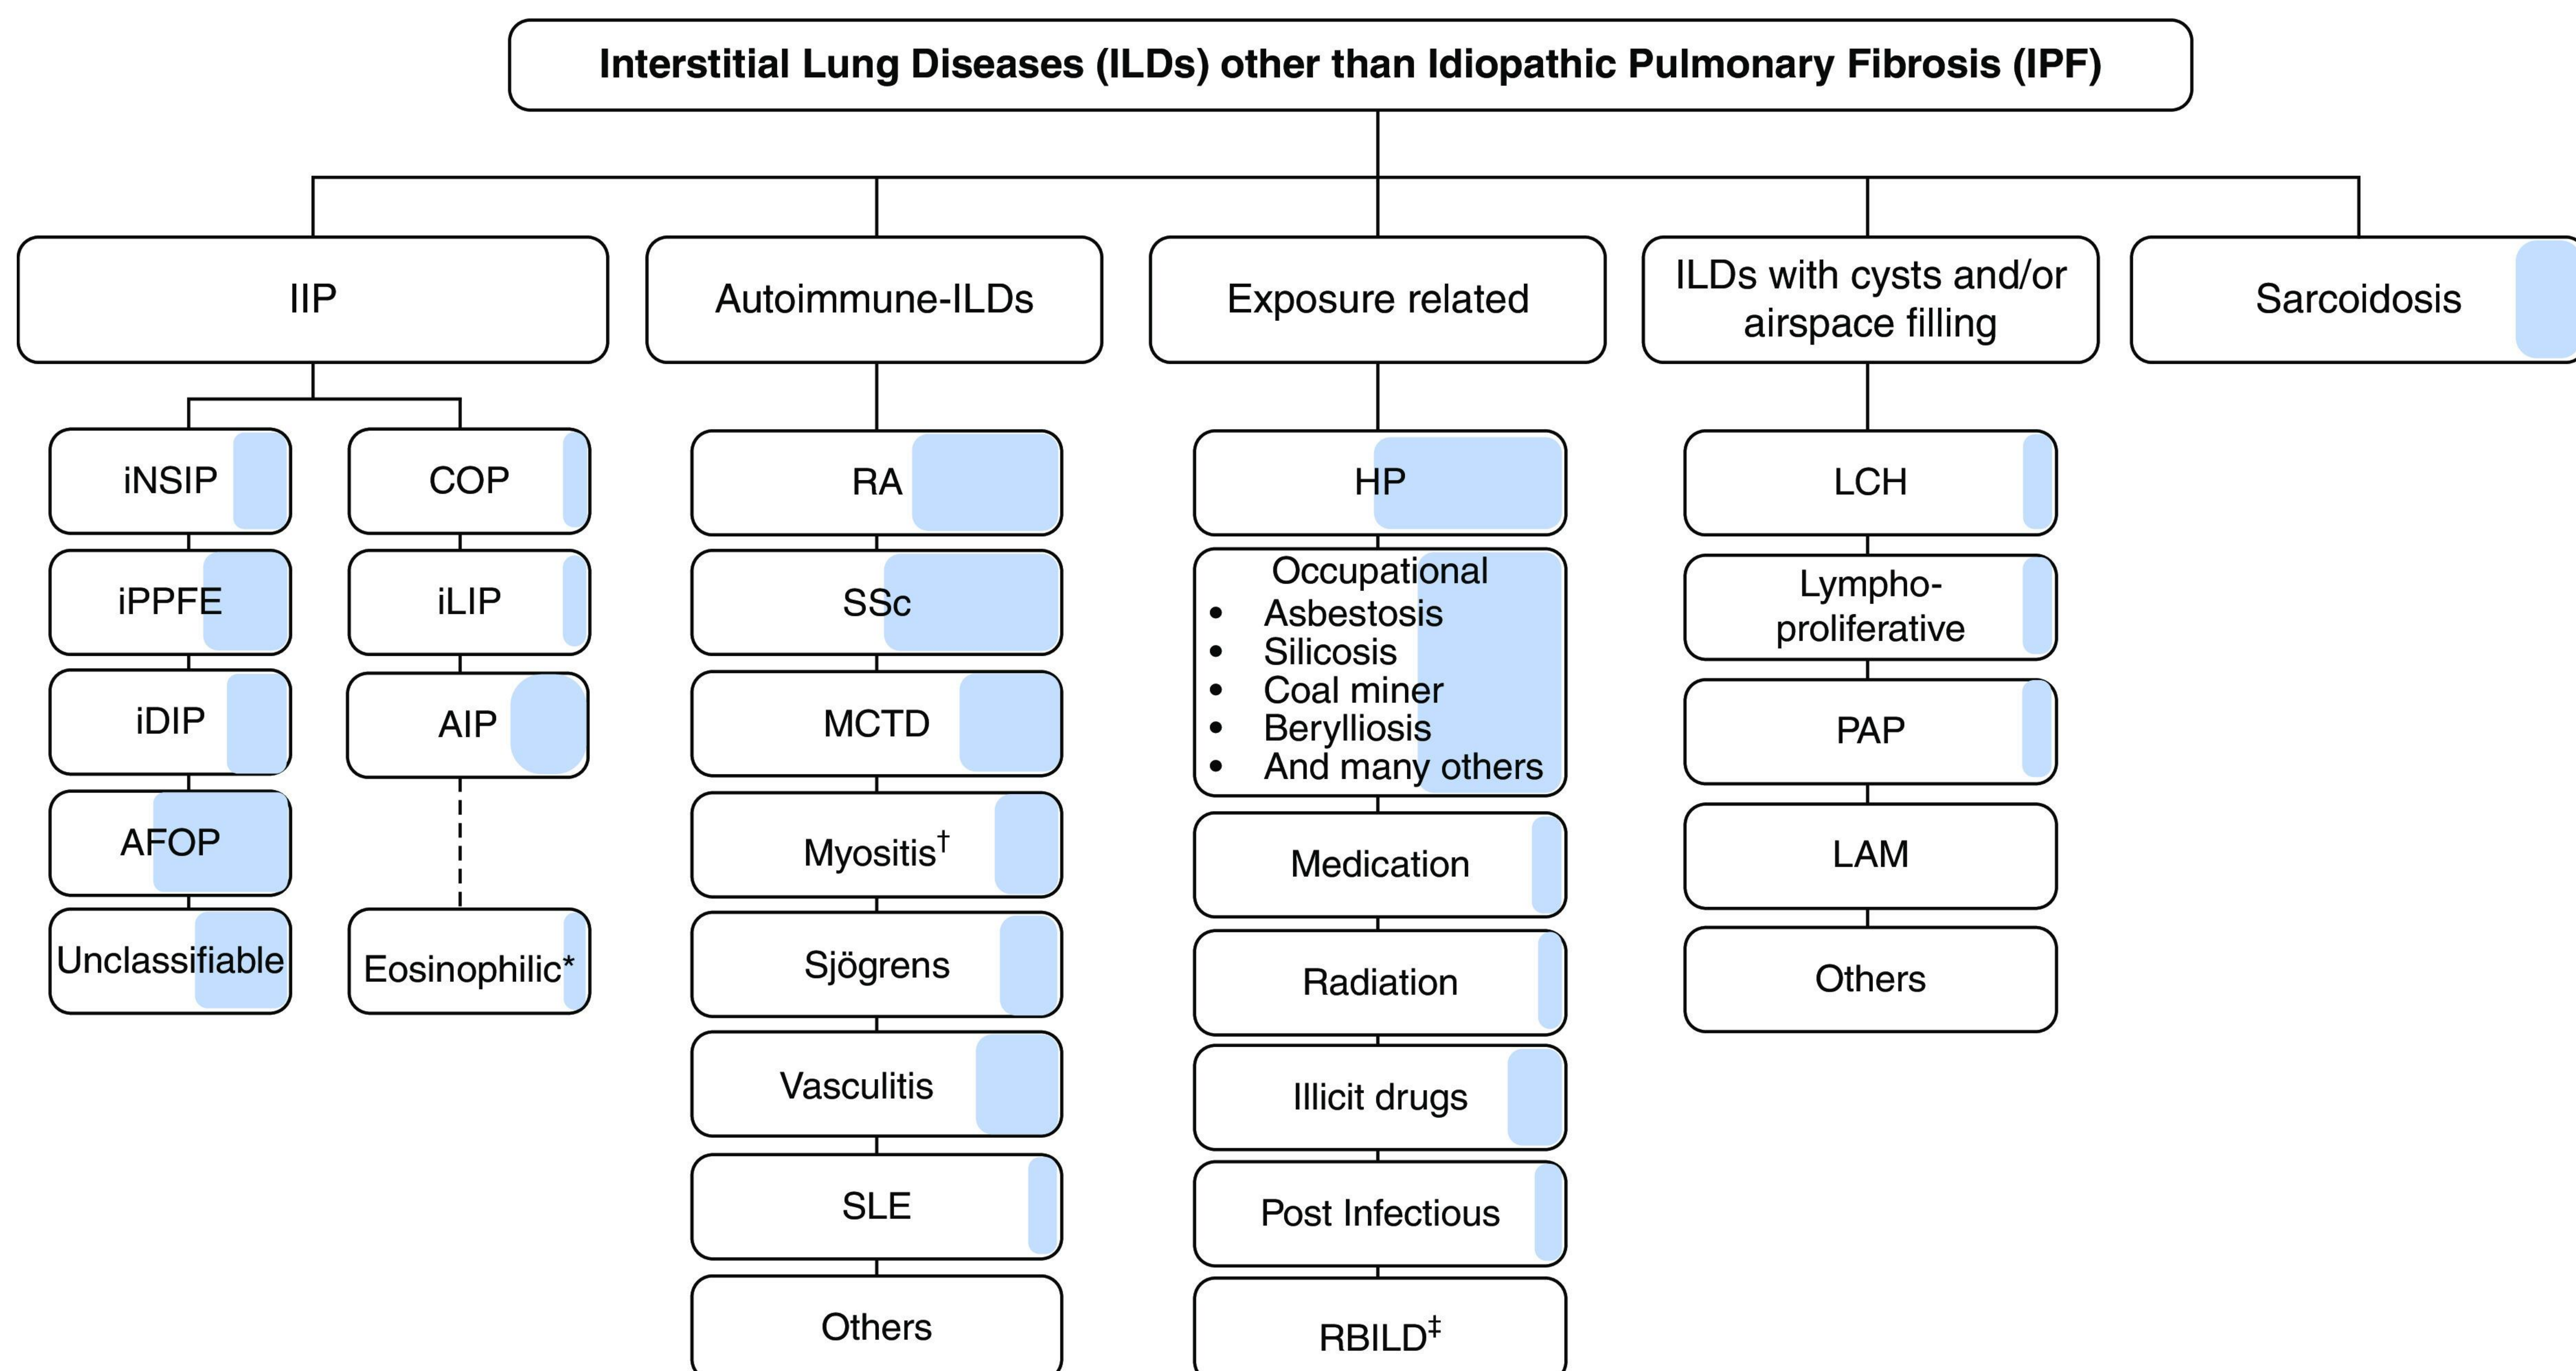 Interstitial Lung Diseases (ILDs) other than Idiopathic Pulmonary Fibrosis (IPF)
IIP
Autoimmune-ILDs
Exposure related
ILDs with cysts and/or
airspace filling
Sarcoidosis
iNSIP
iPPFE
iDIP
AFOP
Unclassifiable
COP
iLIP
AIP
Eosinophilic*
RA
SSc
MCTD
Myositis†
Sjögrens
Vasculitis
SLE
Others
HP
Occupational
• Asbestosis
• Silicosis
• Coal miner
• Berylliosis
• And many others
Medication
Radiation
Illicit drugs
Post Infectious
RBILD‡
LCH
Lympho-
proliferative
PAP
LAM
Others